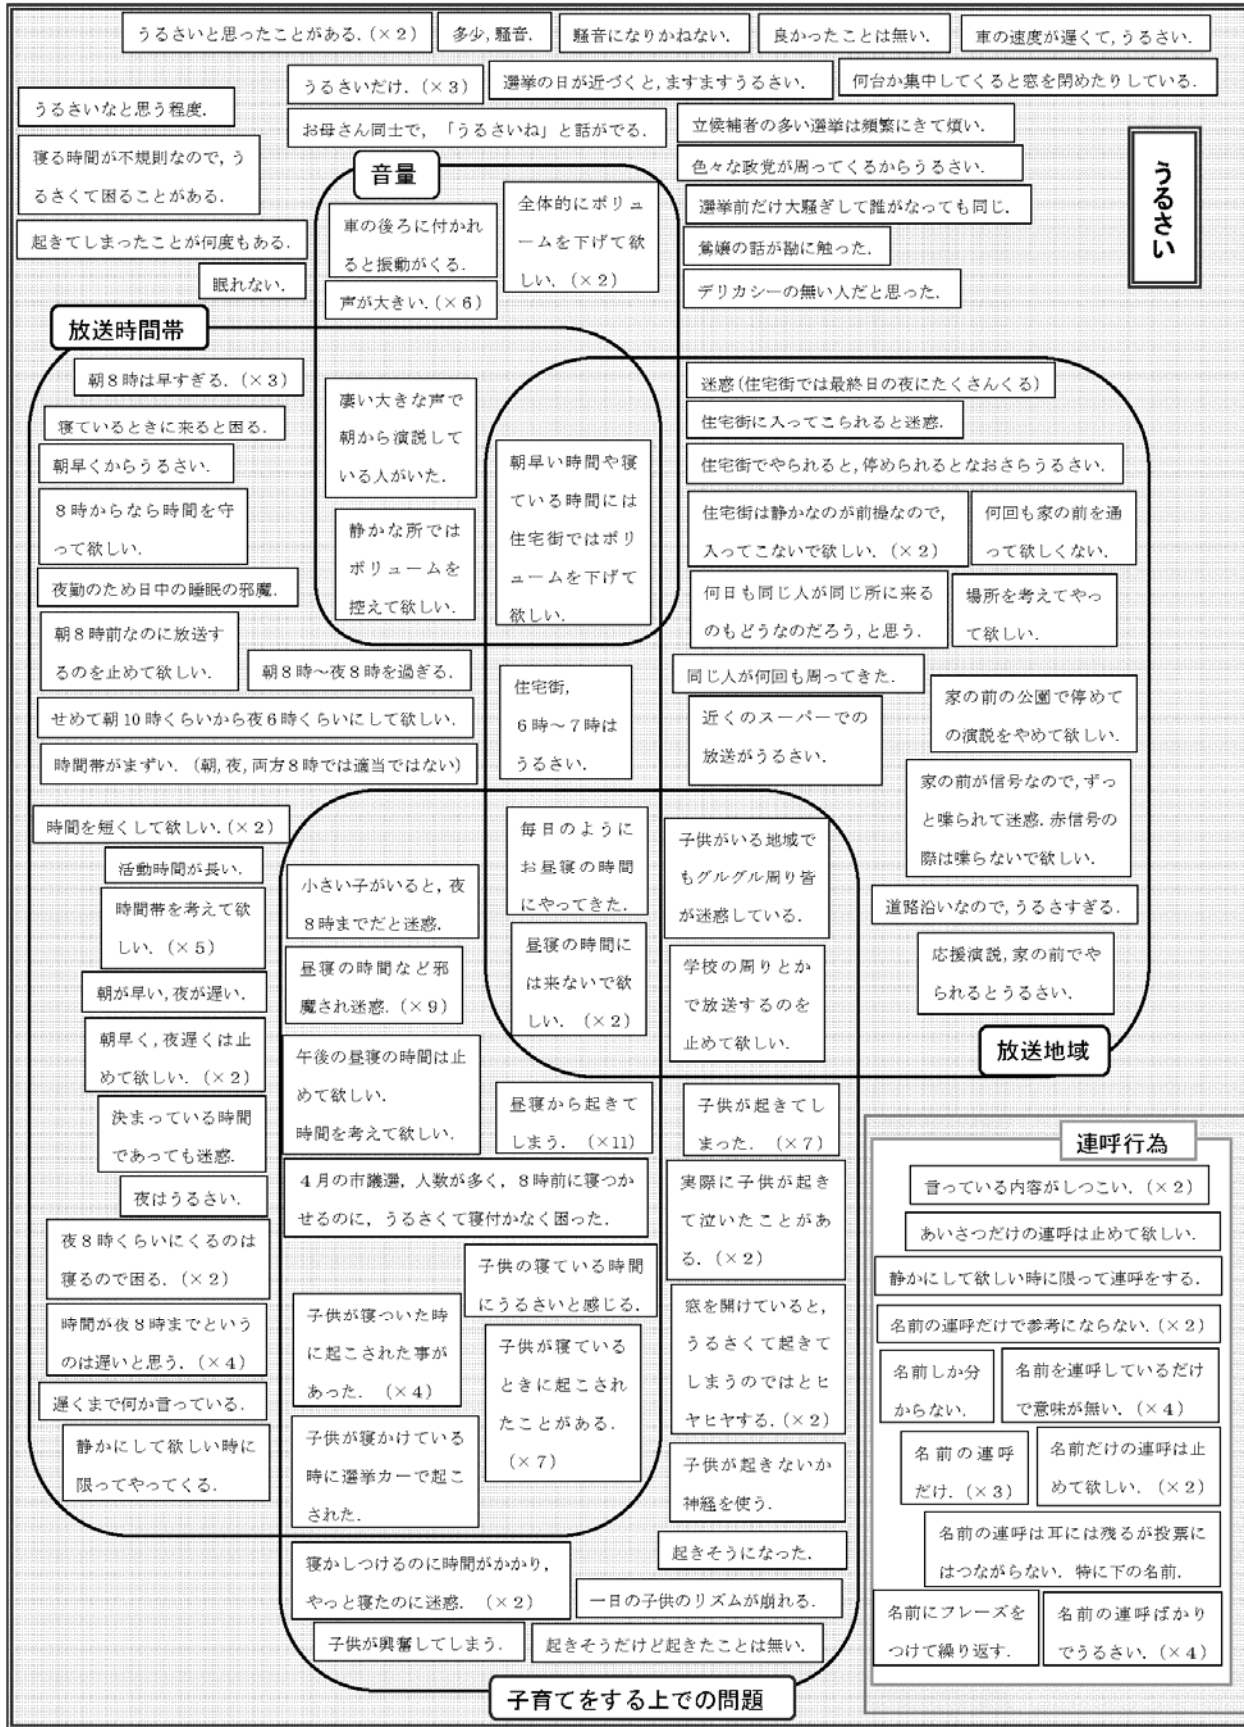 うるさいと思ったことがある.(×2)
多少,騒音.
騒音になりかねない.
良かったことは無い.
車の速度が遅くて,うるさい.
うるさいだけ.(×3)
選挙の日が近づくと,ますますうるさい.
何台か集中してくると窓を閉めたりしている.
うるさいなと思う程度.
お母さん同士で,「うるさいね」と話がでる.
立候補者の多い選挙は頻繁にきて煩い.
うるさい
寝る時間が不規則なので,う
るさくて困ることがある.
色々な政党が周ってくるからうるさい.
音量
選挙前だけ大騒ぎして誰がなっても同じ.
起きてしまったことが何度もある.
鶯嬢の話が勘に触った.
眠れない.
デリカシーの無い人だと思った.
車の後ろに付かれ
ると振動がくる.
全体的にボリュ
ームを下げて欲
しい.(×2)
声が大きい.(×6)
放送時間帯
朝8時は早すぎる.(×3)
寝ているときに来ると困る.
朝早くからうるさい.
8時からなら時間を守
って欲しい.
夜勤のため日中の睡眠の邪魔.
朝8時前なのに放送す
るのを止めて欲しい.
朝8時～夜8時を過ぎる.
せめて朝10時くらいから夜6時くらいにして欲しい.
時間帯がまずい.(朝,夜,両方8時では適当ではない)
凄い大きな声で
朝から演説して
いる人がいた.
静かな所では
ボリュームを
控えて欲しい.
朝早い時間や寝
ている時間には
住宅街ではボリ
ュームを下げて
欲しい.
住宅街,
6時～7時は
うるさい.
迷惑(住宅街では最終日の夜にたくさんくる)
住宅街に入ってこられると迷惑.
住宅街でやられると,停められるとなおさらうるさい.
住宅街は静かなのが前提なので,
入ってこないで欲しい.(×2)
何回も家の前を通
って欲しくない.
何日も同じ人が同じ所に来る
のもどうなのだろう,と思う.
場所を考えてやっ
て欲しい.
同じ人が何回も周ってきた.
近くのスーパーでの
放送がうるさい.
家の前の公園で停めて
の演説をやめて欲しい.
家の前が信号なので,ずっ
と喋られて迷惑.赤信号の
際は喋らないで欲しい.
道路沿いなので,うるさすぎる.
応援演説,家の前でや
られるとうるさい.
放送地域
時間を短くして欲しい.(×2)
活動時間が長い.
時間帯を考えて欲
しい.(×5)
朝が早い,夜が遅い.
朝早く,夜遅くは止
めて欲しい.(×2)
決まっている時間
であっても迷惑.
夜はうるさい.
夜8時くらいにくるのは
寝るので困る.(×2)
時間が夜8時までという
のは遅いと思う.(×4)
遅くまで何か言っている.
静かにして欲しい時に
限ってやってくる.
小さい子がいると,夜
8時までだと迷惑.
昼寝の時間など邪
魔され迷惑.(×9)
午後の昼寝の時間は止
めて欲しい.
時間を考えて欲しい.
毎日のように
お昼寝の時間
にやってきた.
昼寝の時間に
は来ないで欲
しい.(×2)
子供がいる地域で
もグルグル周り皆
が迷惑している.
学校の周りとか
で放送するのを
止めて欲しい.
昼寝から起きて
しまう.(×11)
子供が起きてし
まった.(×7)
4月の市議選,人数が多く,8時前に寝つか
せるのに,うるさくて寝付かなく困った.
実際に子供が起き
て泣いたことがあ
る.(×2)
子供の寝ている時間
にうるさいと感じる.
子供が寝ついた時
に起こされた事が
あった.(×4)
子供が寝ている
ときに起こされ
たことがある.
(×7)
窓を開けていると,
うるさくて起きて
しまうのではとヒ
ヤヒヤする.(×2)
子供が寝かけている
時に選挙カーで起こ
された.
子供が起きないか
神経を使う.
起きそうになった.
寝かしつけるのに時間がかかり,
やっと寝たのに迷惑.(×2)
一日の子供のリズムが崩れる.
子供が興奮してしまう.
起きそうだけど起きたことは無い.
子育てをする上での問題
連呼行為
言っている内容がしつこい.(×2)
あいさつだけの連呼は止めて欲しい.
静かにして欲しい時に限って連呼をする.
名前の連呼だけで参考にならない.(×2)
名前しか分
からない.
名前を連呼しているだけ
で意味が無い.(×4)
名前の連呼
だけ.(×3)
名前だけの連呼は止
めて欲しい.(×2)
名前の連呼は耳には残るが投票に
はつながらない.特に下の名前.
名前にフレーズを
つけて繰り返す.
名前の連呼ばかり
でうるさい.(×4)